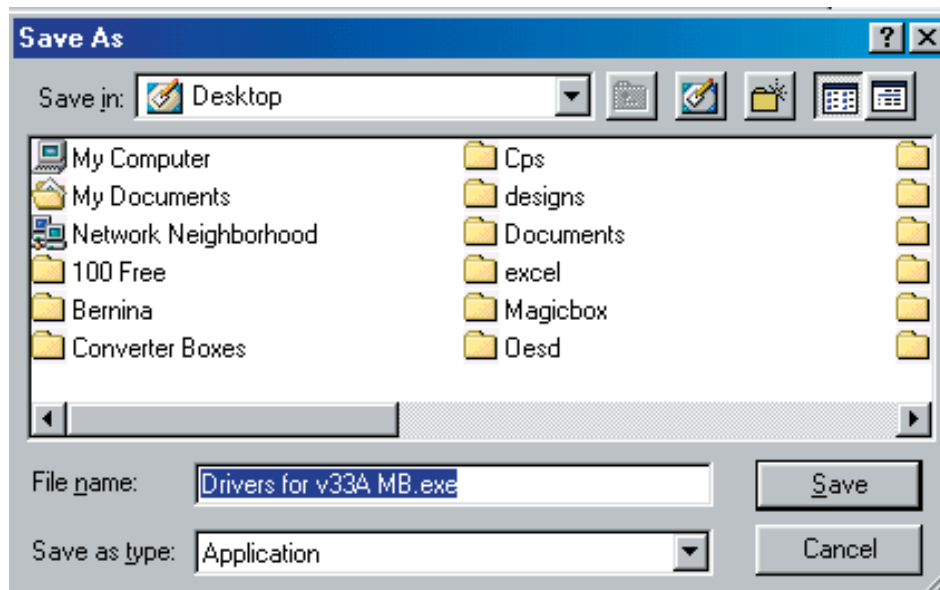 Save As
Save in: Desktop
My Computer Cps
My Documents designs
Network Neighborhood Documents
100 Free excel
Bernina Magicbox
Converter Boxes Oesd
File name: Drivers for v33A MB.exe Save
Save as type: Application Cancel